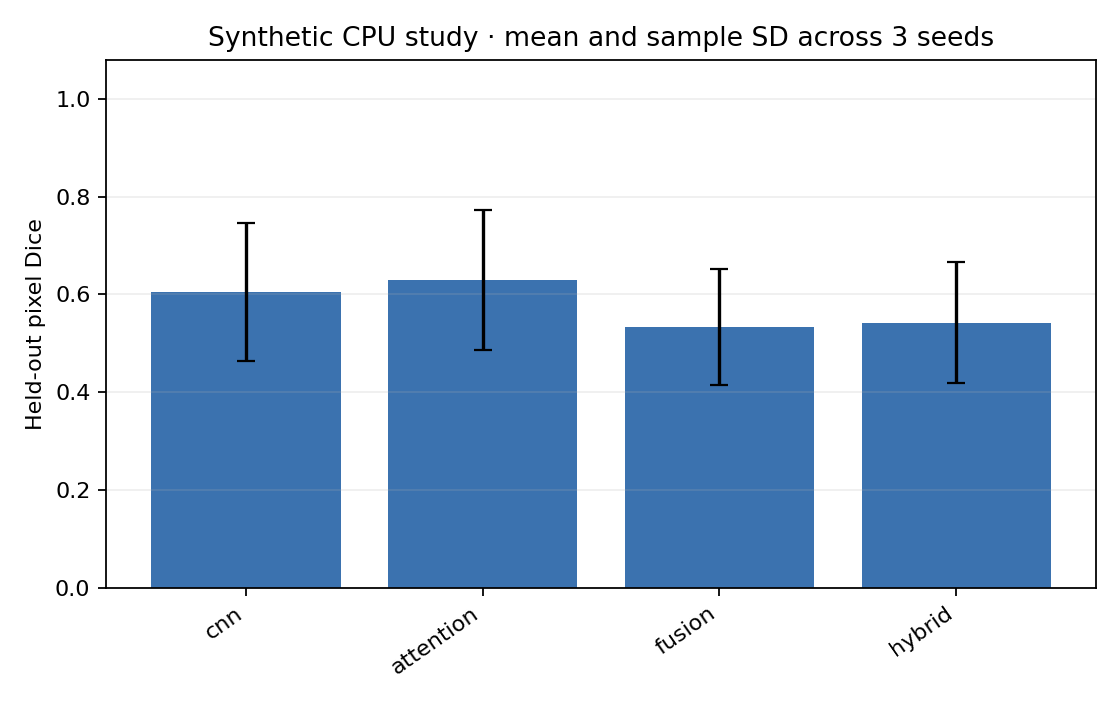 Synthetic CPU study · mean and sample SD across 3 seeds
Held-out pixel Dice
1.0
0.8
0.6
0.4
0.2
0.0
cnn
attention
fusion
hybrid